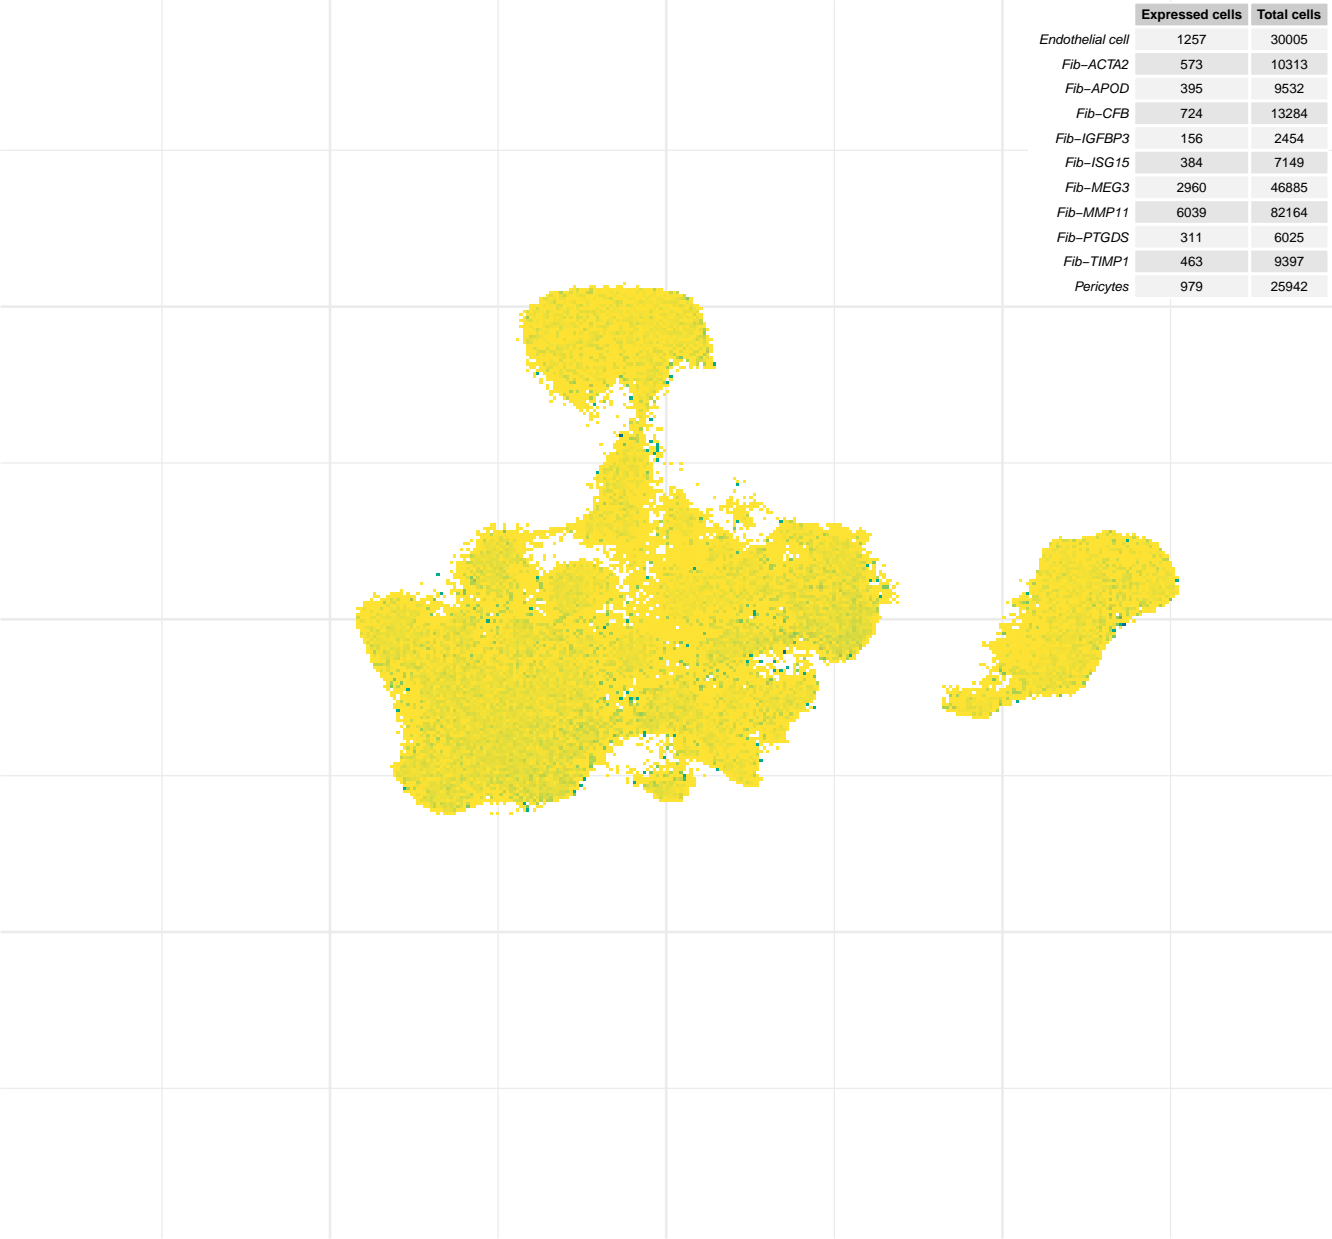 Expressed cells Total cells
Endothelial cell 1257 30005
Fib−ACTA2 573 10313
Fib−APOD 395 9532
Fib−CFB 724 13284
Fib−IGFBP3 156 2454
Fib−ISG15 384 7149
Fib−MEG3 2960 46885
Fib−MMP11 6039 82164
Fib−PTGDS 311 6025
Fib−TIMP1 463 9397
Pericytes 979 25942